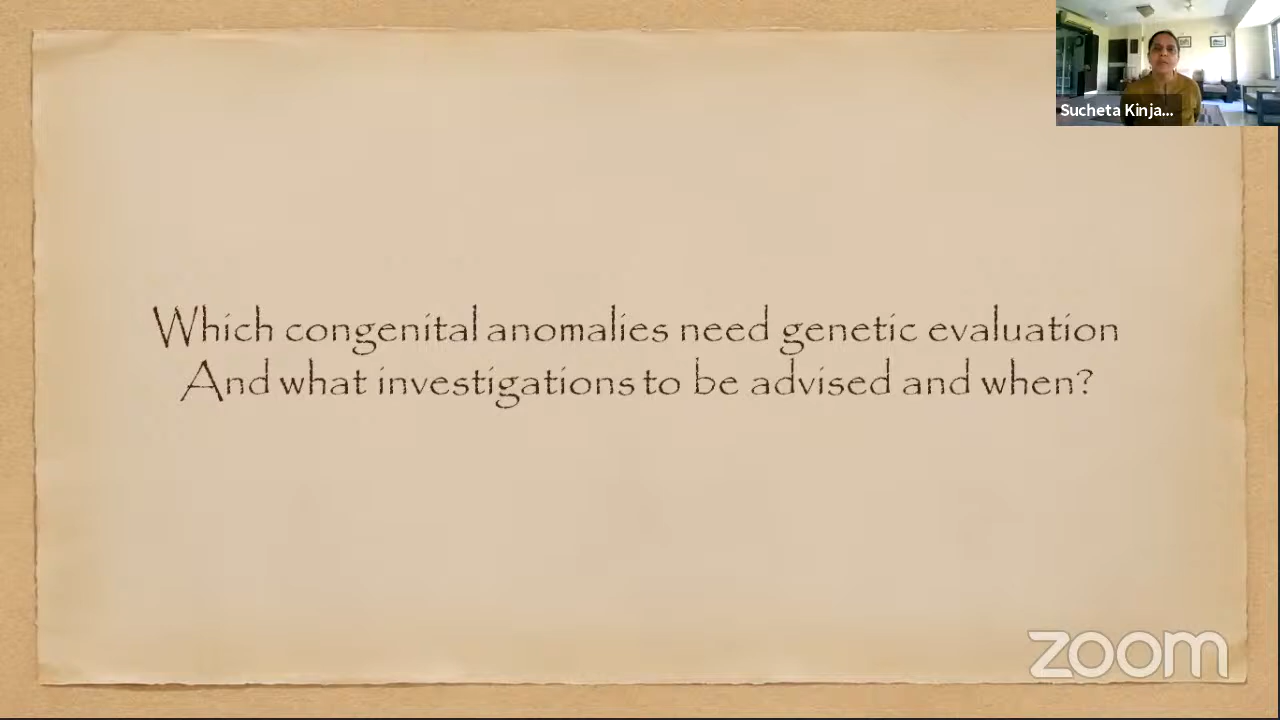 Sucheta Kinja...
Which congenital anomalies need genetic evaluation
And what investigations to be advised and when?
zoom